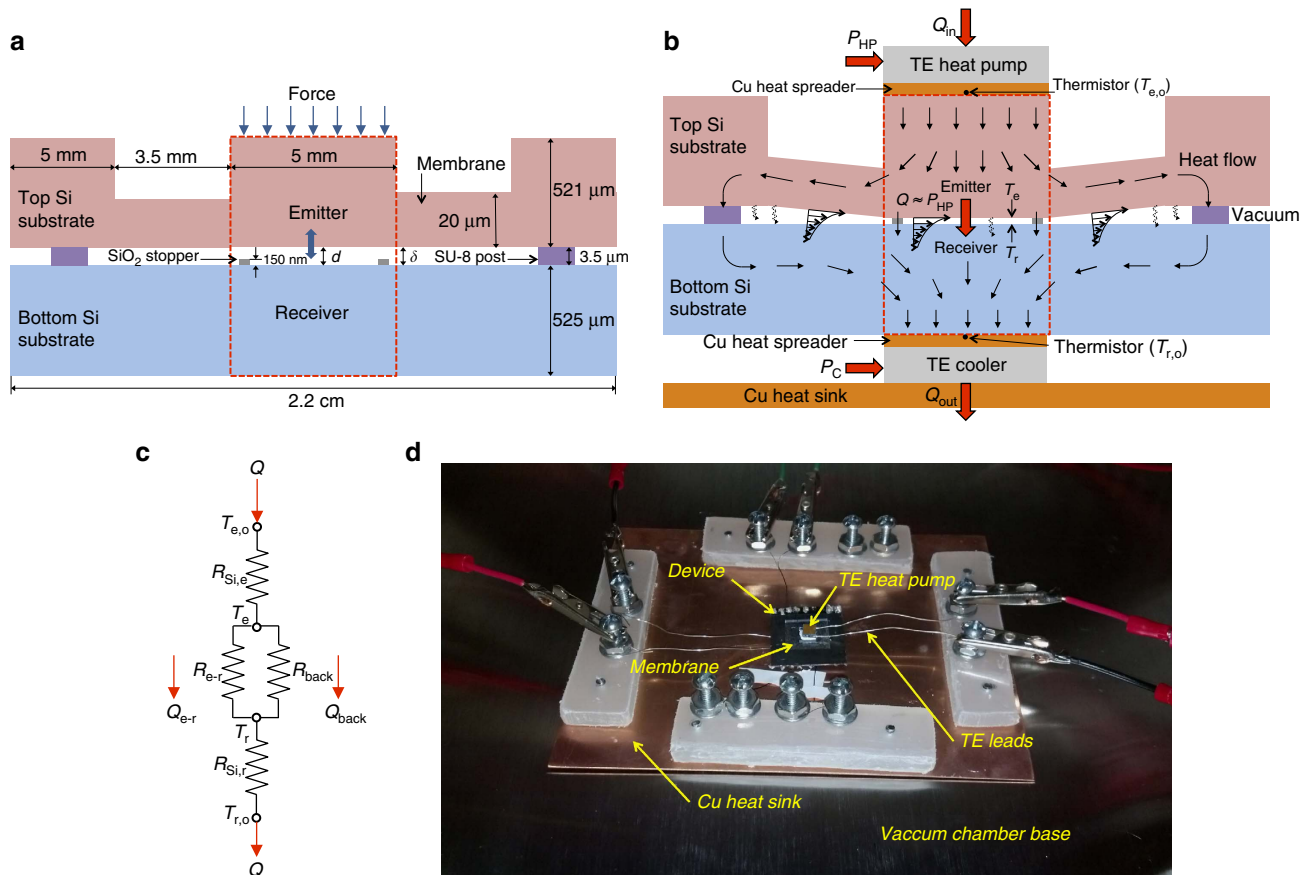 a
Force
5 mm
3.5 mm
5 mm
Membrane
Top Si
substrate
Emitter
20 μm
521 μm
SiO2 stopper
150 nm
d
δ
SU-8 post
3.5 μm
Bottom Si
substrate
Receiver
525 μm
2.2 cm
b
Qin
PHP
TE heat pump
Cu heat spreader
Thermistor (Te,o)
Top Si
substrate
Heat flow
Emitter
Q ≈ PHP
Te
Vacuum
Receiver
Tr
Bottom Si
substrate
Cu heat spreader
Thermistor (Tr,o)
PC
TE cooler
Cu heat sink
Qout
c
Q
Te,o
RSi,e
Te
Re-r
Rback
Qe-r
Qback
Tr
RSi,r
Tr,o
Q
d
Device
TE heat pump
Membrane
TE leads
Cu heat sink
Vaccum chamber base